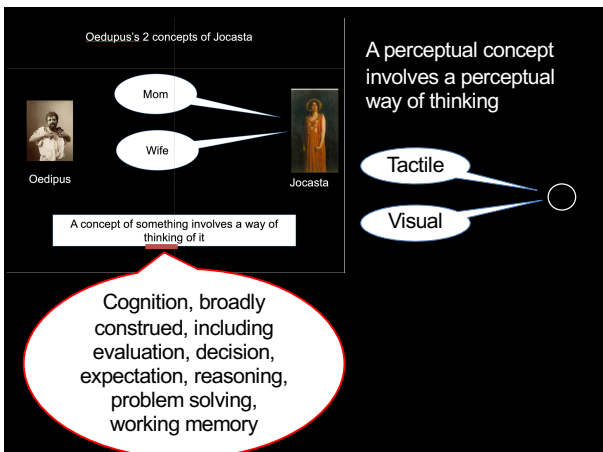 Oedupus's 2 concepts of Jocasta
Mom
Wife
Oedipus
Jocasta
A concept of something involves a way of
thinking of it
Cognition, broadly
construed, including
evaluation, decision,
expectation, reasoning,
problem solving,
working memory
A perceptual concept
involves a perceptual
way of thinking
Tactile
Visual